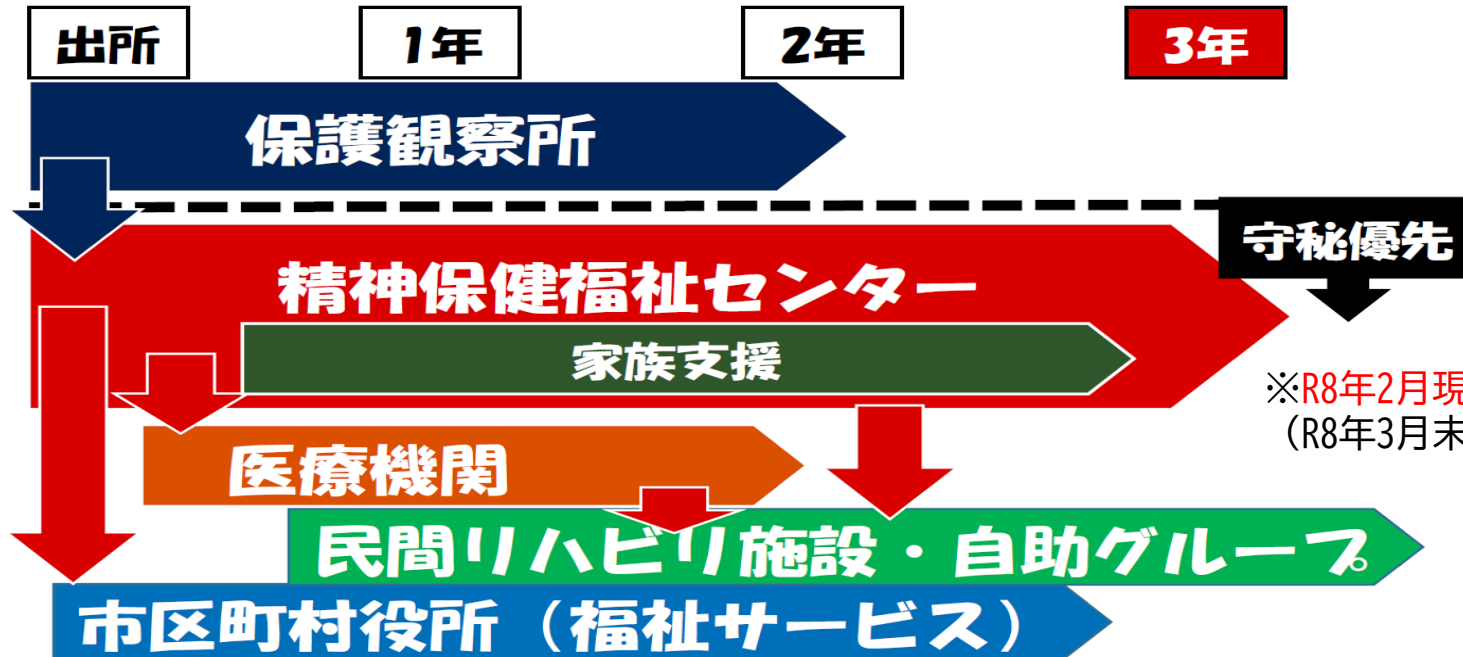 出所
1年
2年
3年
保護観察所
守秘優先
精神保健福祉センター
家族支援
※R8年2月現
(R8年3月末
医療機関
民間リハビリ施設・自助グループ
市区町村役所(福祉サービス)